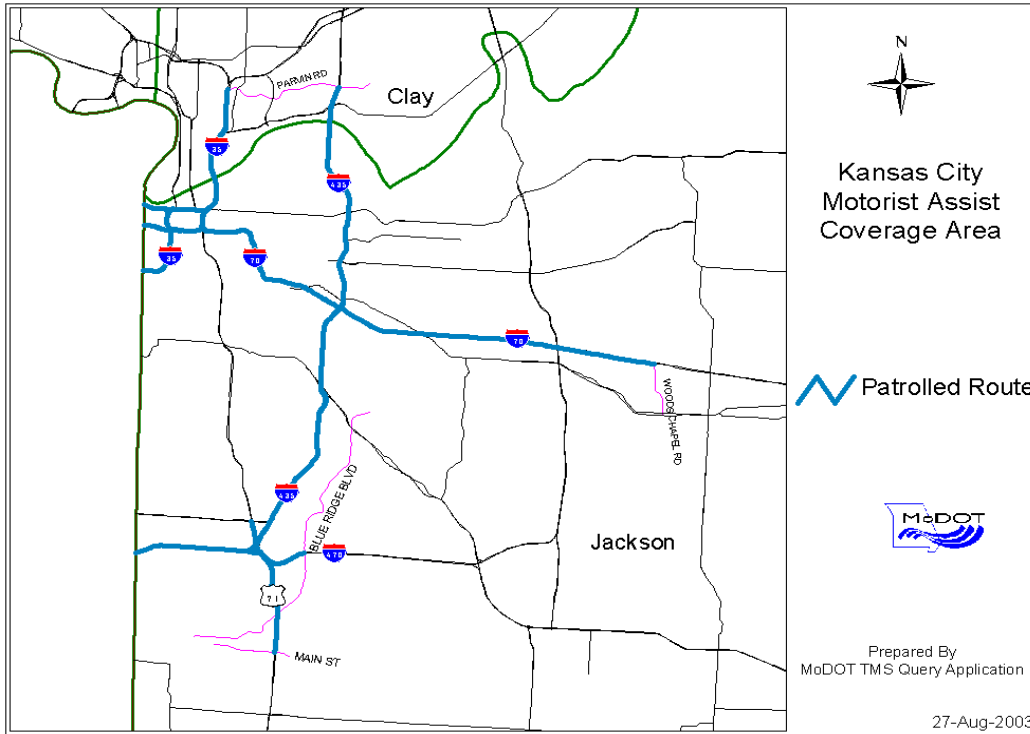 PARVIN RD
Clay
35
435
35
70
70
WOODS CHAPEL RD
435
BLUE RIDGE BLVD
470
Jackson
71
MAIN ST
N
Kansas City
Motorist Assist
Coverage Area
Patrolled Route
MoDOT
Prepared By
MoDOT TMS Query Application
27-Aug-2003